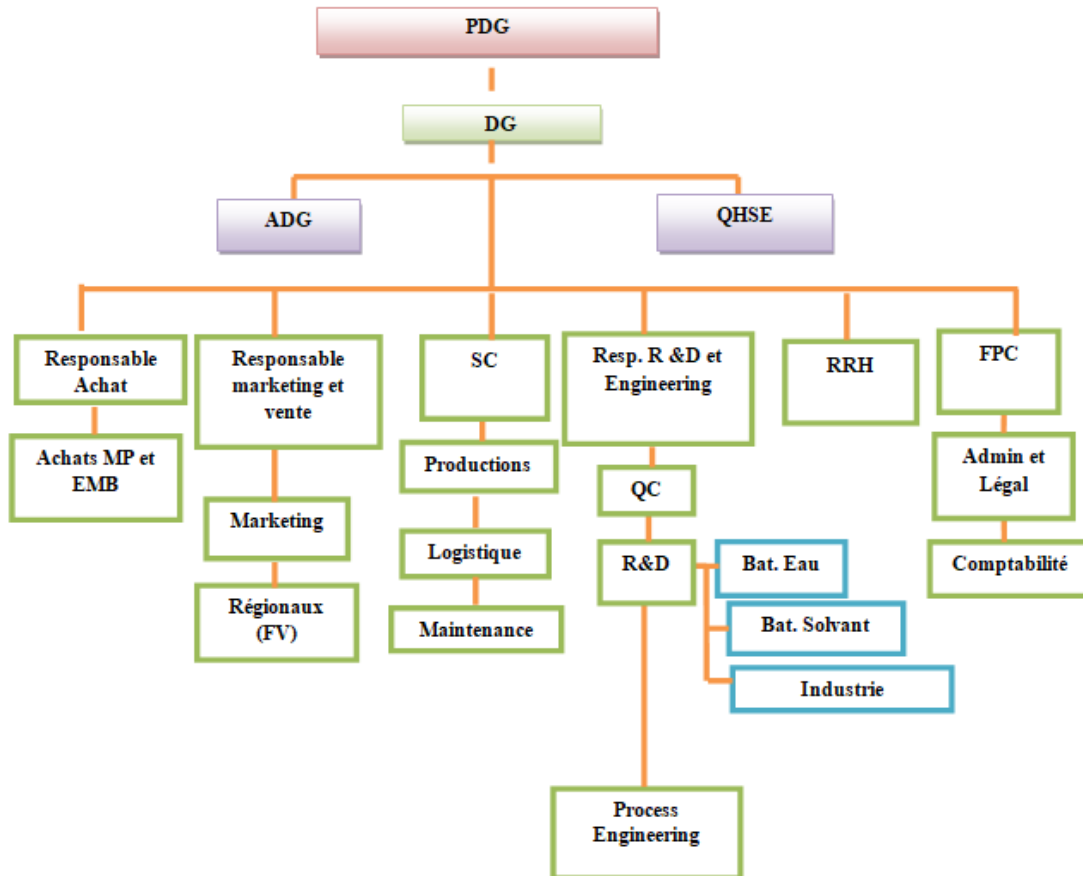 PDG
DG
ADG
QHSE
Responsable
Achat
Responsable
marketing et
vente
SC
Resp. R &D et
Engineering
RRH
FPC
Achats MP et
EMB
Productions
Admin et
Légal
QC
Marketing
Logistique
R&D
Bat. Eau
Comptabilité
Régionaux
(FV)
Maintenance
Bat. Solvant
Industrie
Process
Engineering